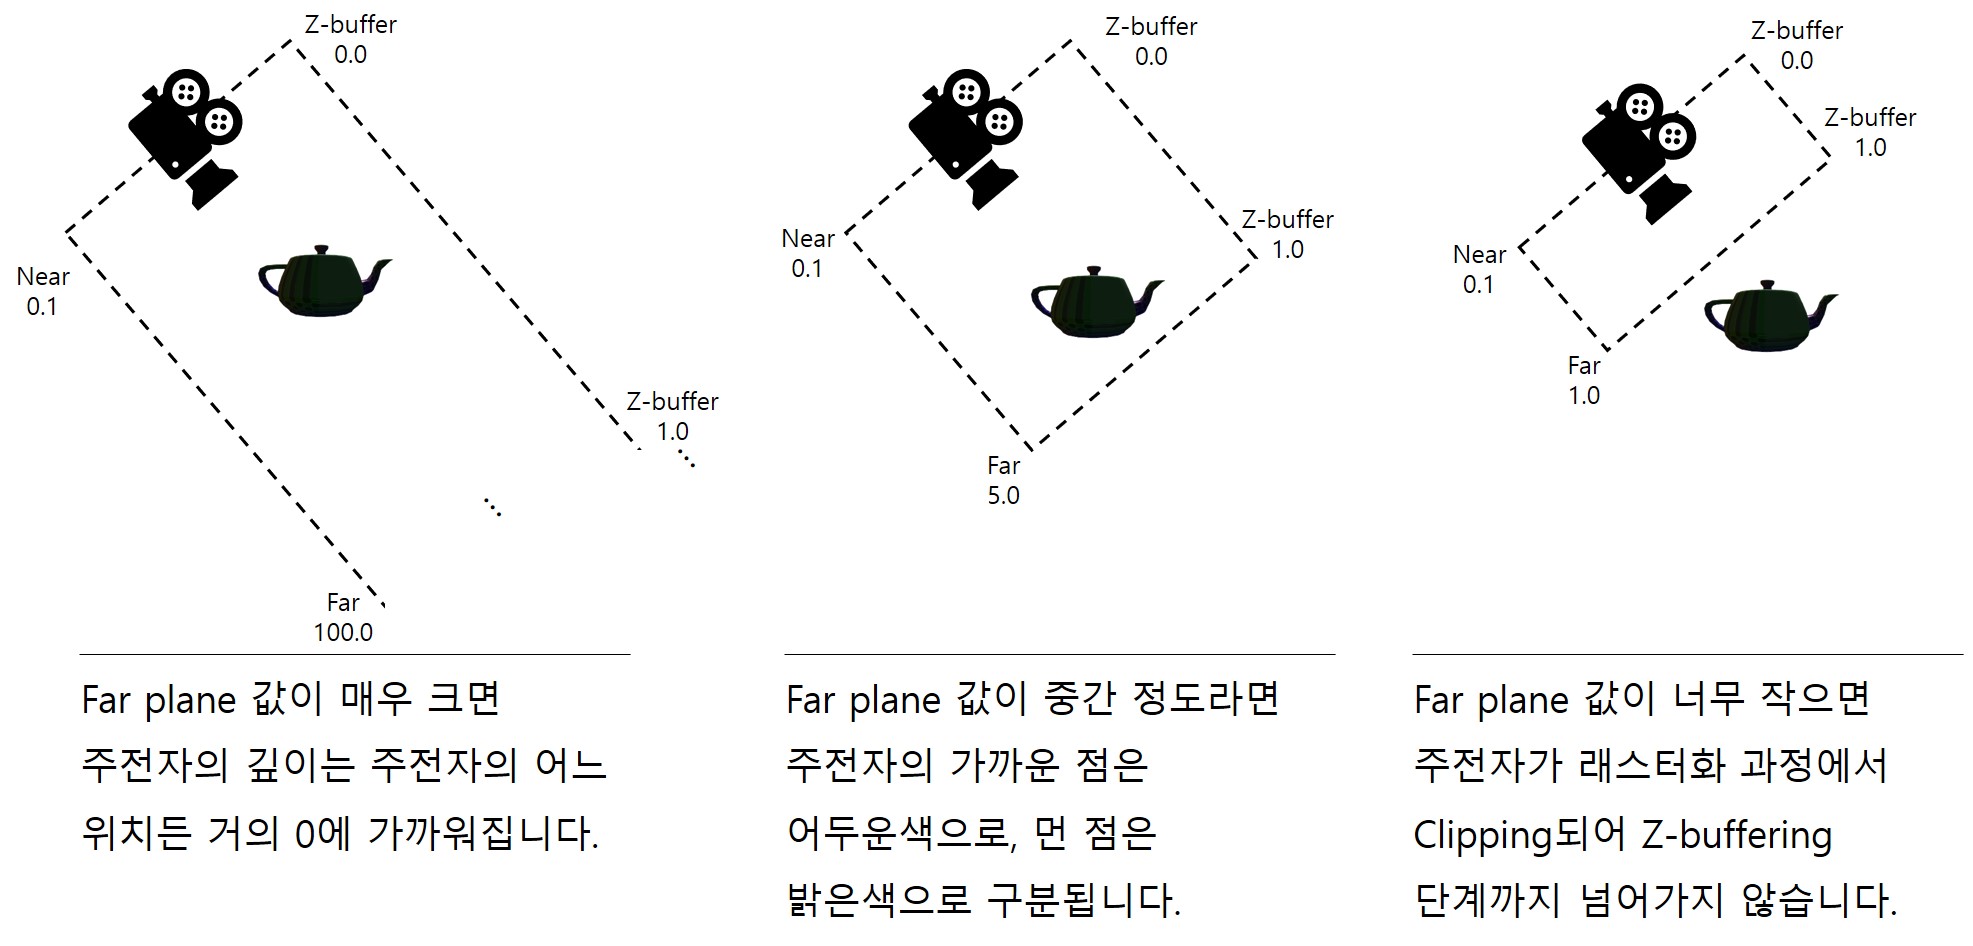 Z-buffer
0.0
Near
0.1
Z-buffer
1.0
Far
100.0
Far plane 값이 매우 크면
주전자의 깊이는 주전자의 어느
위치든 거의 0에 가까워집니다.
Z-buffer
0.0
Near
0.1
Z-buffer
1.0
Far
5.0
Far plane 값이 중간 정도라면
주전자의 가까운 점은
어두운색으로, 먼 점은
밝은색으로 구분됩니다.
Z-buffer
0.0
Z-buffer
1.0
Near
0.1
Far
1.0
Far plane 값이 너무 작으면
주전자가 래스터화 과정에서
Clipping되어 Z-buffering
단계까지 넘어가지 않습니다.